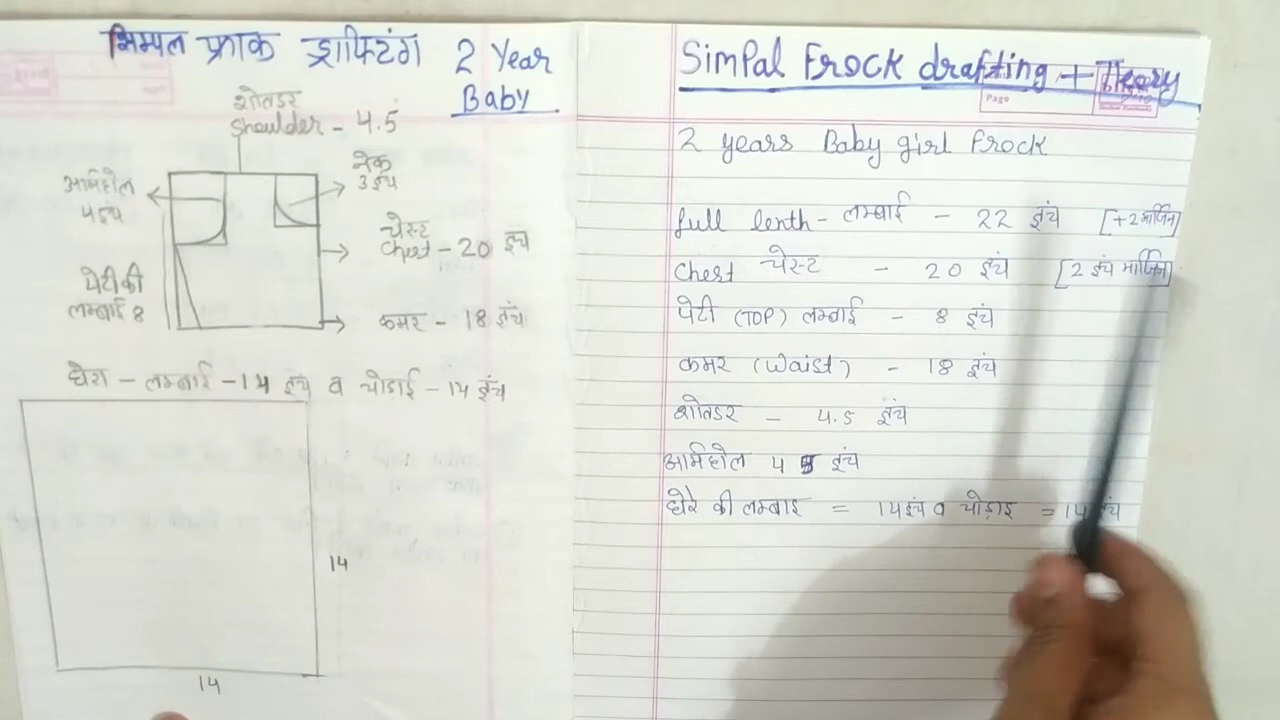 सिम्पल फ्राक ड्राफ्टिंग 2 Year
Baby
शोल्डर
Shoulder - 4.5
नेक
3 इंच
आर्महोल
4 इंच
चेस्ट
Chest - 20 इंच
पेटी की
लम्बाई 8
कमर - 18 इंच
घेरा - लम्बाई - 14 इंच व चोड़ाई - 14 इंच
14
14
SimPal Frock drafting + Theory
Page
2 years Baby girl Frock
full lenth - लम्बाई - 22 इंच [+2 मार्जिन]
Chest चेस्ट - 20 इंच [2 इंच मार्जिन]
पेटी (TOP) लम्बाई - 8 इंच
कमर (Waist) - 18 इंच
शोल्डर - 4.5 इंच
आर्महोल 4 इंच
घेरे की लम्बाई = 14 इंच व चोड़ाई = 14 इंच